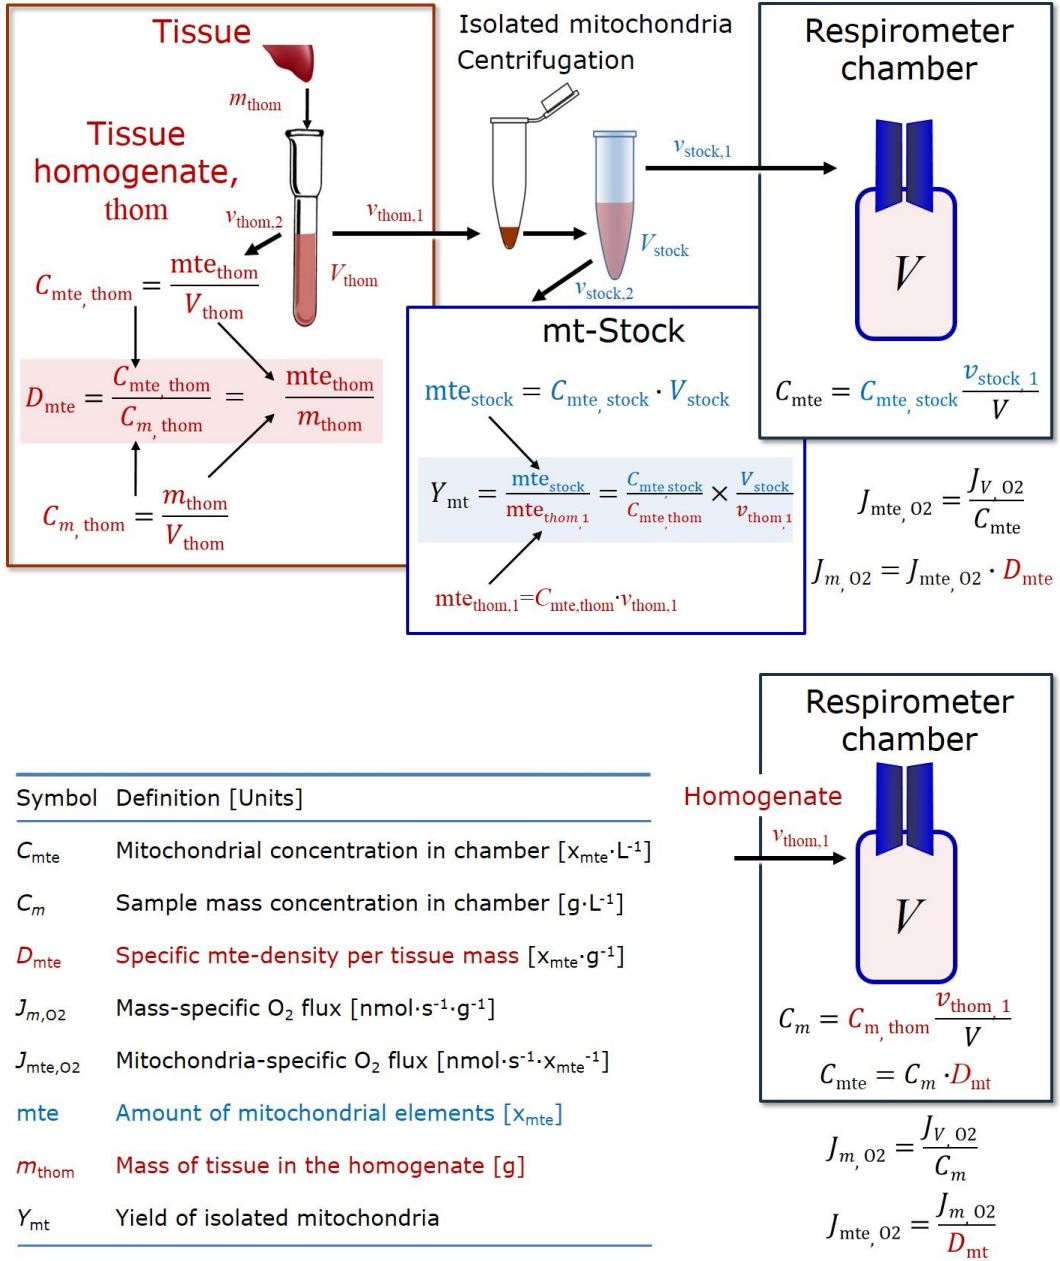 Tissue
m_thom
Tissue
homogenate,
thom
v_thom,2
v_thom,1
V_thom
C_mte, thom = mte_thom / V_thom
D_mte = C_mte, thom / C_m, thom = mte_thom / m_thom
C_m, thom = m_thom / V_thom
Isolated mitochondria
Centrifugation
v_stock,1
V_stock
v_stock,2
mt-Stock
mte_stock = C_mte, stock · V_stock
Y_mt = mte_stock / mte_thom,1 = C_mte,stock / C_mte,thom × V_stock / v_thom,1
mte_thom,1=C_mte,thom·v_thom,1
Respirometer
chamber
V
C_mte = C_mte, stock v_stock, 1 / V
J_mte, O2 = J_V, O2 / C_mte
J_m, O2 = J_mte, O2 · D_mte
Symbol Definition [Units]
C_mte Mitochondrial concentration in chamber [x_mte·L⁻¹]
C_m Sample mass concentration in chamber [g·L⁻¹]
D_mte Specific mte-density per tissue mass [x_mte·g⁻¹]
J_m,O2 Mass-specific O₂ flux [nmol·s⁻¹·g⁻¹]
J_mte,O2 Mitochondria-specific O₂ flux [nmol·s⁻¹·x_mte⁻¹]
mte Amount of mitochondrial elements [x_mte]
m_thom Mass of tissue in the homogenate [g]
Y_mt Yield of isolated mitochondria
Homogenate
v_thom,1
Respirometer
chamber
V
C_m = C_m, thom v_thom, 1 / V
C_mte = C_m · D_mt
J_m, O2 = J_V, O2 / C_m
J_mte, O2 = J_m, O2 / D_mt